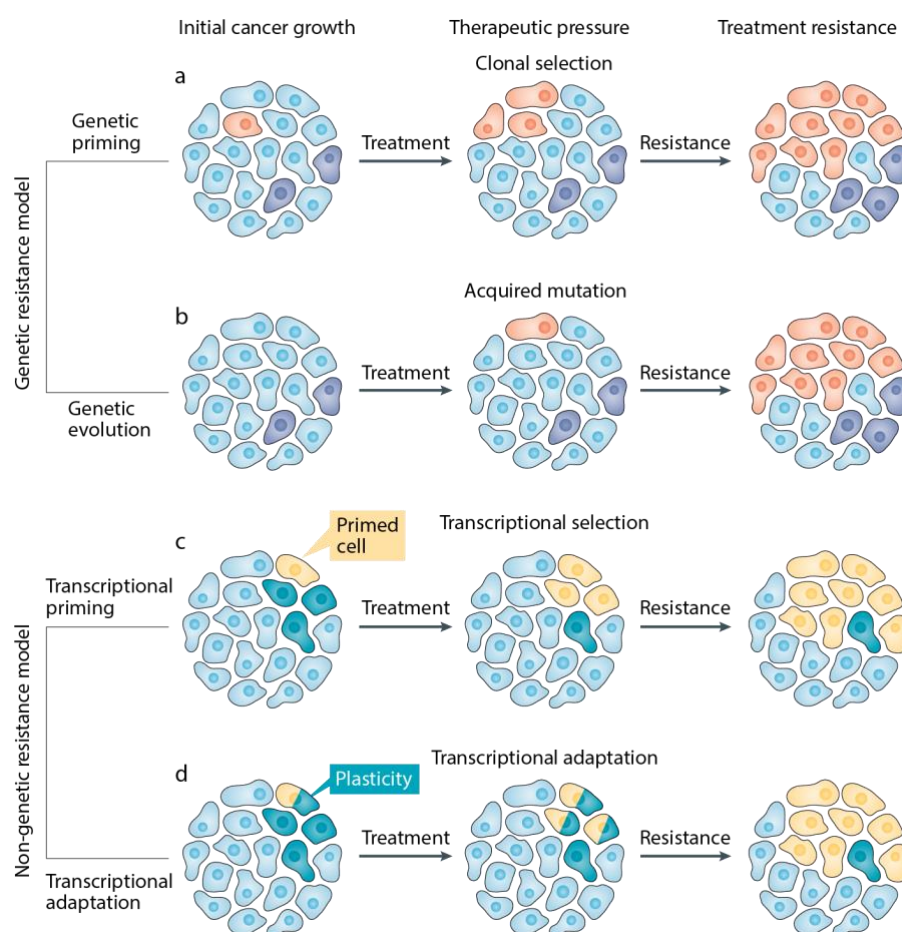 Initial cancer growth
Therapeutic pressure
Treatment resistance
Clonal selection
a
Genetic
priming
Treatment
Resistance
Genetic resistance model
Acquired mutation
b
Treatment
Resistance
Genetic
evolution
Primed
cell
Transcriptional selection
c
Transcriptional
priming
Treatment
Resistance
Non-genetic resistance model
Transcriptional adaptation
d
Plasticity
Treatment
Resistance
Transcriptional
adaptation